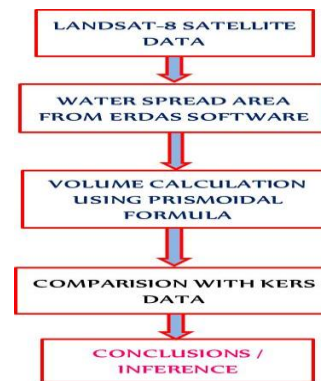 LANDSAT-8 SATELLITE
DATA
WATER SPREAD AREA
FROM ERDAS SOFTWARE
VOLUME CALCULATION
USING PRISMOIDAL
FORMULA
COMPARISION WITH KERS
DATA
CONCLUSIONS /
INFERENCE